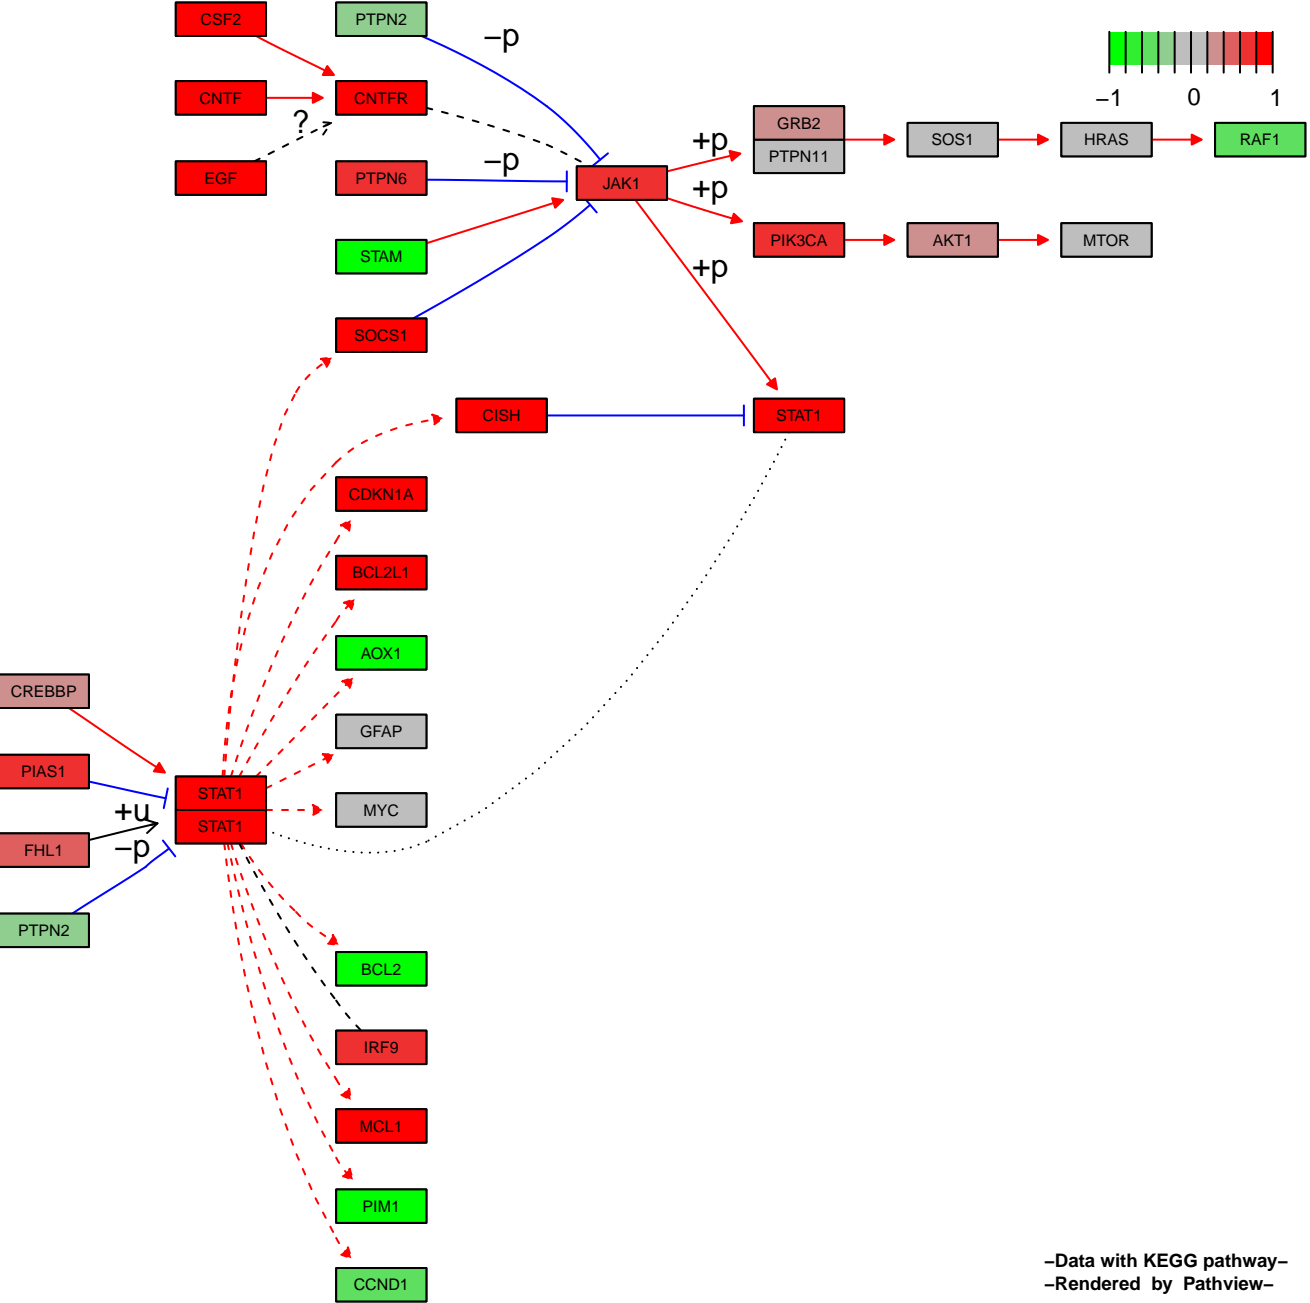 CSF2
PTPN2
–p
CNTF
CNTFR
–1 0 1
?
GRB2
+p
PTPN11
SOS1
HRAS
RAF1
EGF
PTPN6
–p
JAK1
+p
STAM
PIK3CA
AKT1
MTOR
+p
SOCS1
CISH
STAT1
CDKN1A
BCL2L1
AOX1
CREBBP
GFAP
PIAS1
STAT1
+u
MYC
STAT1
FHL1
–p
PTPN2
BCL2
IRF9
MCL1
PIM1
CCND1
–Data with KEGG pathway–
–Rendered by Pathview–